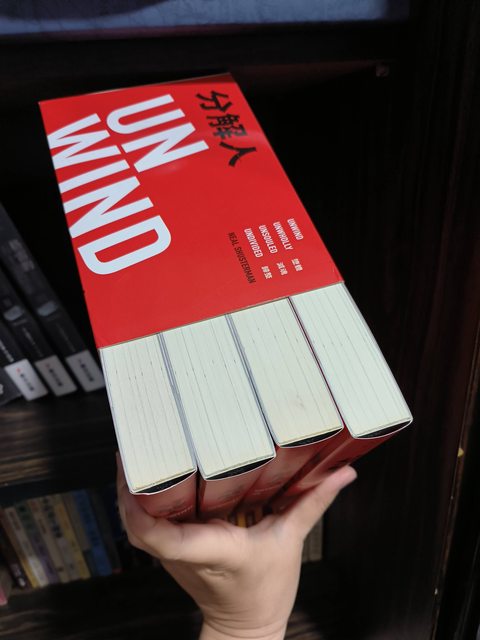 UN
WIND
分解人
UNWIND
UNWHOLLY
UNSOULED
UNDIVIDED
NEAL SHUSTERMAN